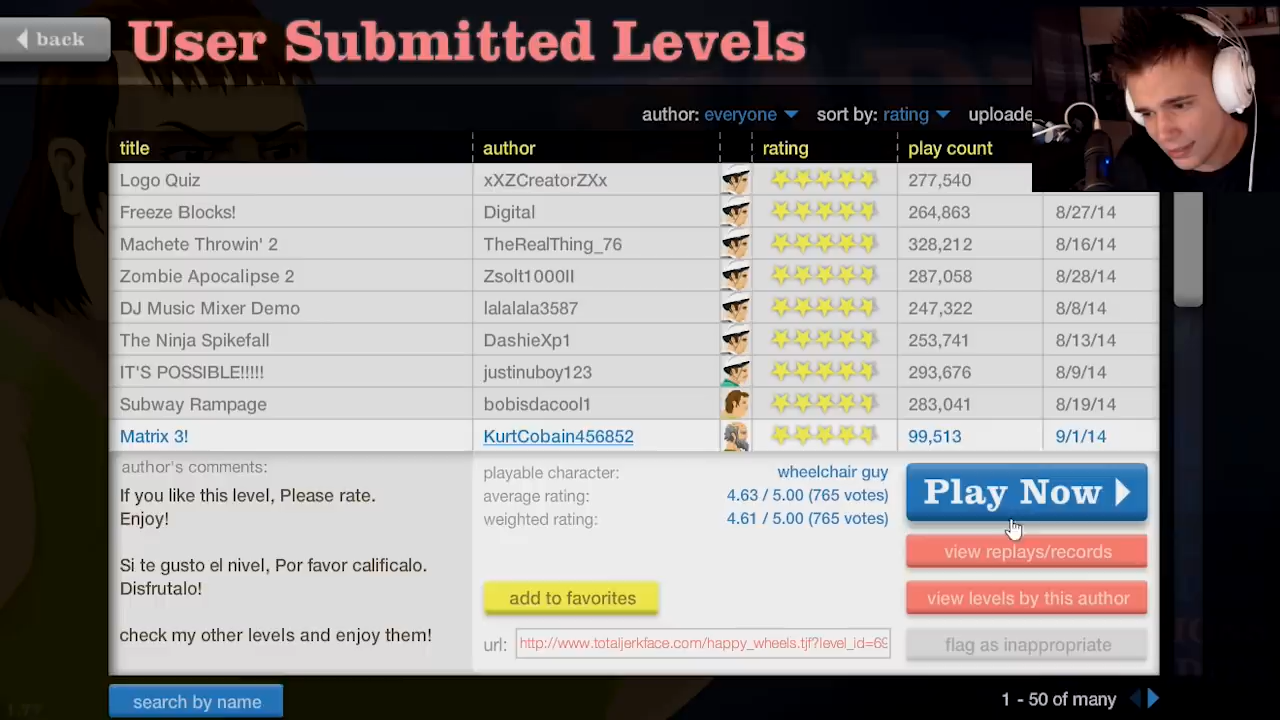 back
User Submitted Levels
author: everyone sort by: rating uploade
title author rating play count
Logo Quiz xXZCreatorZXx 277,540
Freeze Blocks! Digital 264,863 8/27/14
Machete Throwin' 2 TheRealThing_76 328,212 8/16/14
Zombie Apocalipse 2 Zsolt1000II 287,058 8/28/14
DJ Music Mixer Demo lalalala3587 247,322 8/8/14
The Ninja Spikefall DashieXp1 253,741 8/13/14
IT'S POSSIBLE!!!!! justinuboy123 293,676 8/9/14
Subway Rampage bobisdacool1 283,041 8/19/14
Matrix 3! KurtCobain456852 99,513 9/1/14
author's comments:
If you like this level, Please rate.
Enjoy!
Si te gusto el nivel, Por favor calificalo.
Disfrutalo!
check my other levels and enjoy them!
playable character: wheelchair guy
average rating: 4.63 / 5.00 (765 votes)
weighted rating: 4.61 / 5.00 (765 votes)
add to favorites
url: http://www.totaljerkface.com/happy_wheels.tjf?level_id=69
Play Now
view replays/records
view levels by this author
flag as inappropriate
search by name
1 - 50 of many